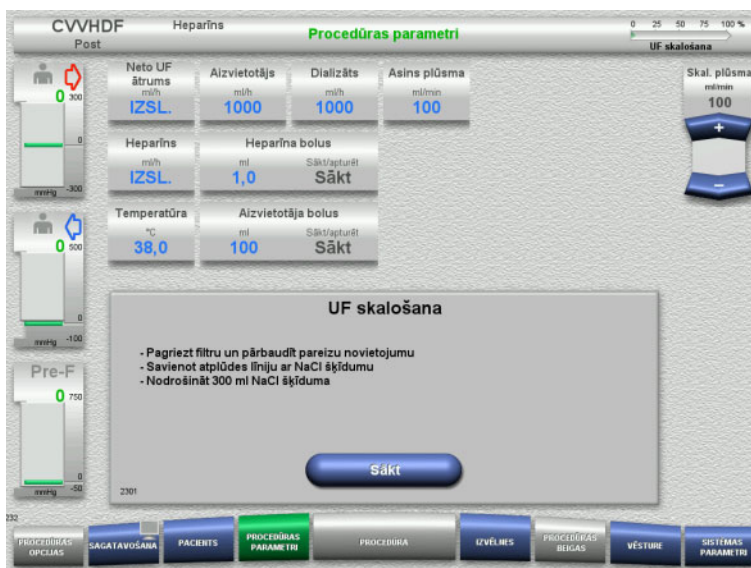 CVVHDF
Post
Heparīns
Procedūras parametri
0 25 50 75 100 %
UF skalošana
0 300
0
mmHg -300
Neto UF ātrums
ml/h
IZSL.
Aizvietotājs
ml/h
1000
Dializāts
ml/h
1000
Asins plūsma
ml/min
100
Skal. plūsma
ml/min
100
+
–
Heparīns
ml/h
IZSL.
Heparīna bolus
ml Sākt/apturēt
1,0 Sākt
Temperatūra
°C
38,0
Aizvietotāja bolus
ml Sākt/apturēt
100 Sākt
0 500
0
mmHg -100
Pre-F
0 750
0
mmHg -50
UF skalošana
- Pagriezt filtru un pārbaudīt pareizu novietojumu
- Savienot atplūdes līniju ar NaCl šķīdumu
- Nodrošināt 300 ml NaCl šķīduma
Sākt
2301
232
PROCEDŪRAS OPCIJAS
SAGATAVOŠANA
PACIENTS
PROCEDŪRAS PARAMETRI
PROCEDŪRA
IZVĒLNES
PROCEDŪRAS BEIGAS
VĒSTURE
SISTĒMAS PARAMETRI